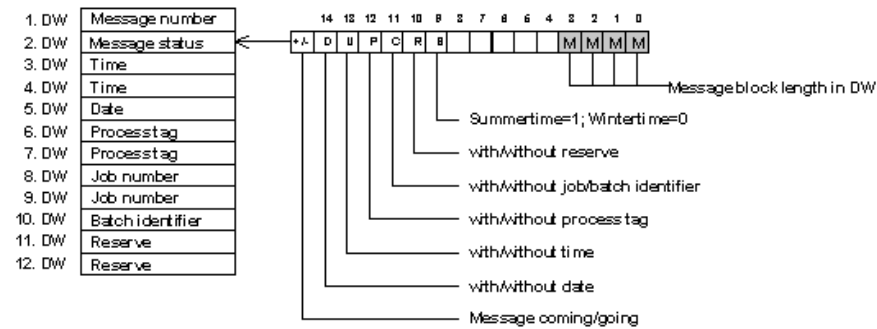 14 13 12 11 10 9 8 7 6 5 4 3 2 1 0
1. DW Message number
2. DW Message status +/- D U P C R S M M M M
3. DW Time
4. DW Time
5. DW Date
6. DW Process tag
7. DW Process tag
8. DW Job number
9. DW Job number
10. DW Batch identifier
11. DW Reserve
12. DW Reserve
Message block length in DW
Summertime=1; Wintertime=0
with/without reserve
with/without job/batch identifier
with/without process tag
with/without time
with/without date
Message coming/going